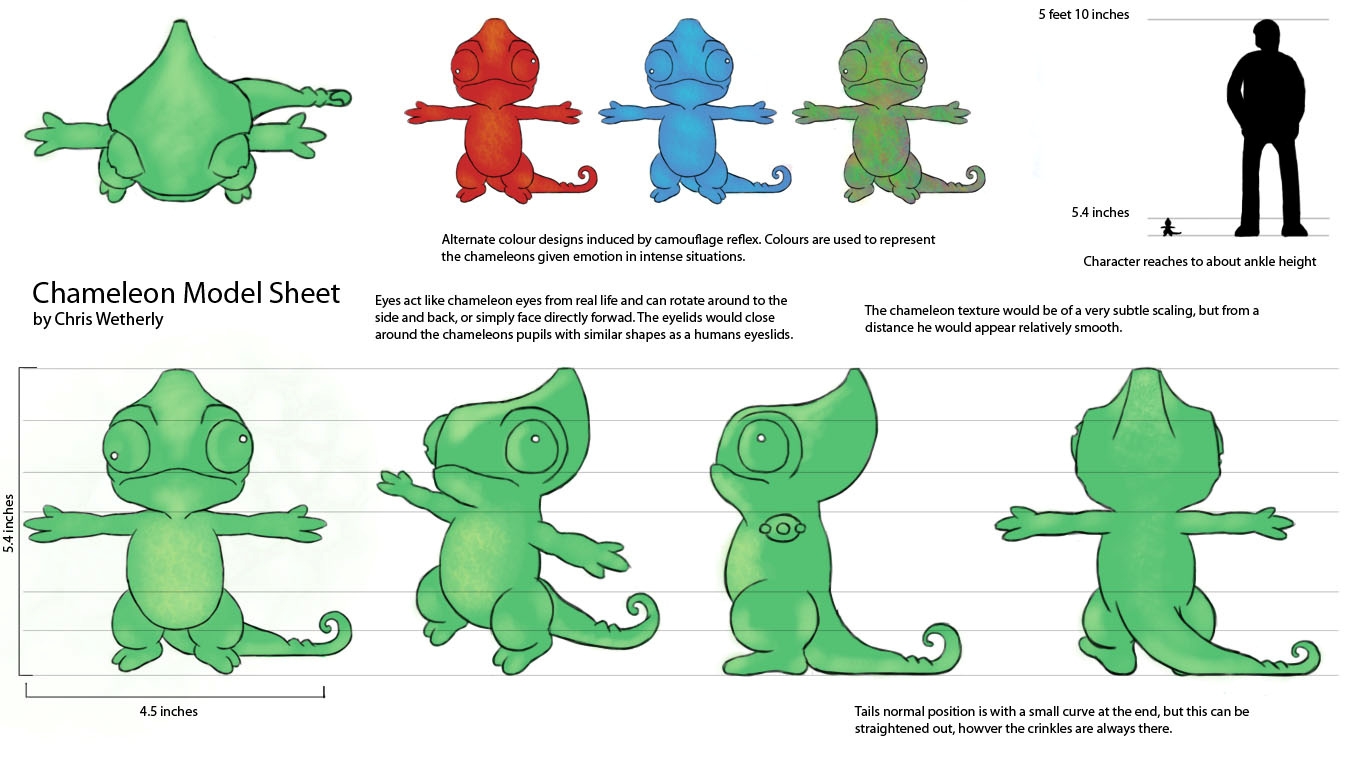 5 feet 10 inches
5.4 inches
Character reaches to about ankle height
Alternate colour designs induced by camouflage reflex. Colours are used to represent
the chameleons given emotion in intense situations.
Chameleon Model Sheet
by Chris Wetherly
Eyes act like chameleon eyes from real life and can rotate around to the
side and back, or simply face directly forwad. The eyelids would close
around the chameleons pupils with similar shapes as a humans eyeslids.
The chameleon texture would be of a very subtle scaling, but from a
distance he would appear relatively smooth.
5.4 inches
4.5 inches
Tails normal position is with a small curve at the end, but this can be
straightened out, howver the crinkles are always there.